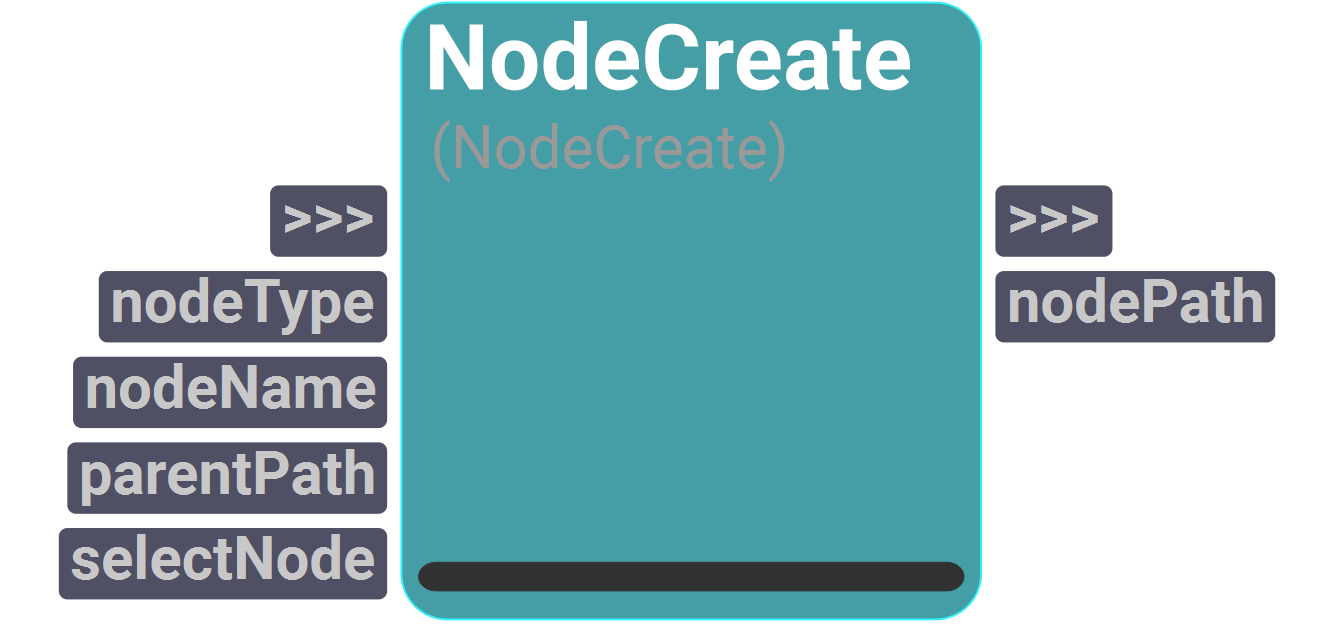 NodeCreate
(NodeCreate)
>>>
nodeType
nodeName
parentPath
selectNode
>>>
nodePath